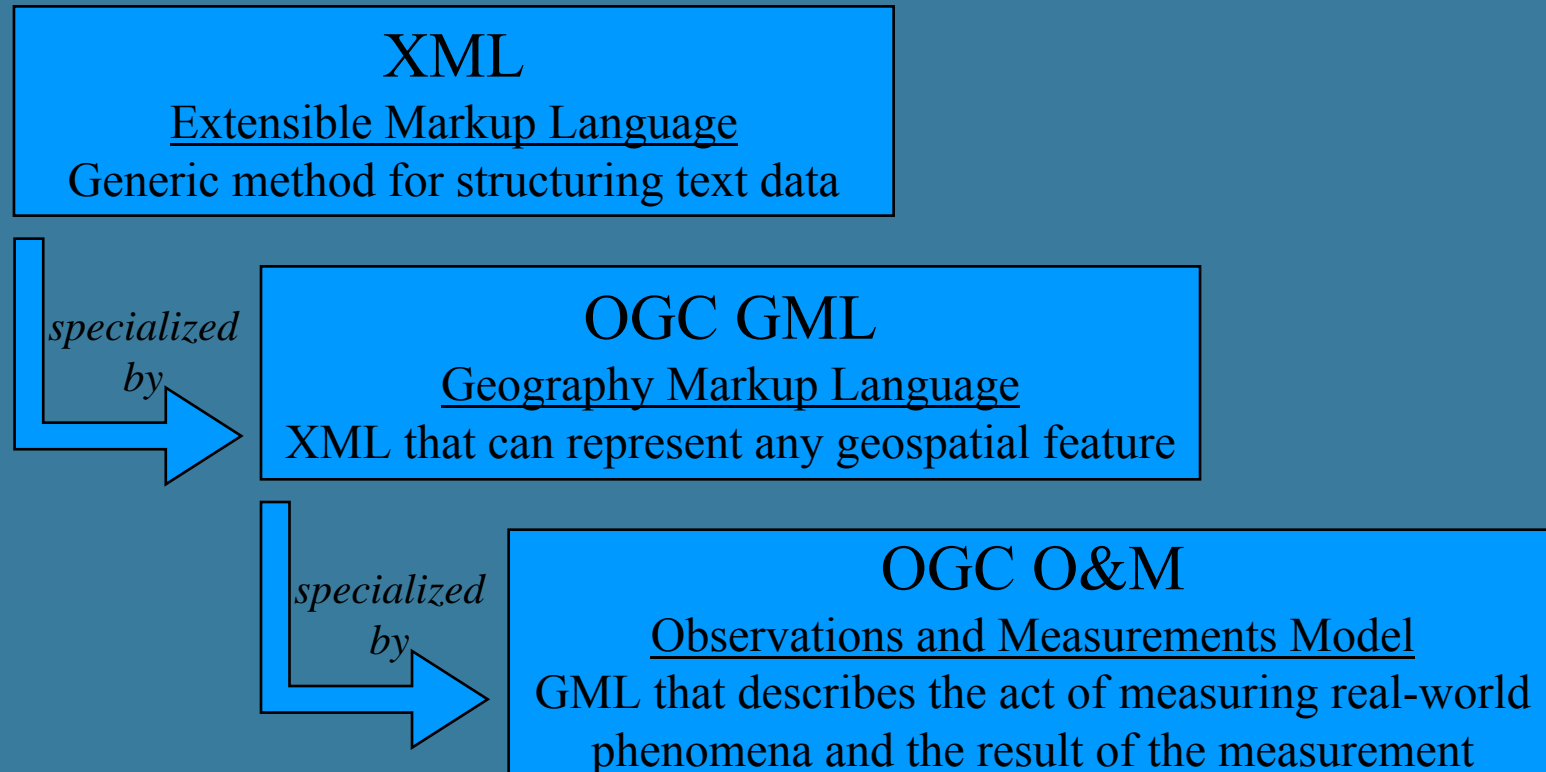 XML
Extensible Markup Language
Generic method for structuring text data
specialized
by
OGC GML
Geography Markup Language
XML that can represent any geospatial feature
specialized
by
OGC O&M
Observations and Measurements Model
GML that describes the act of measuring real-world
phenomena and the result of the measurement